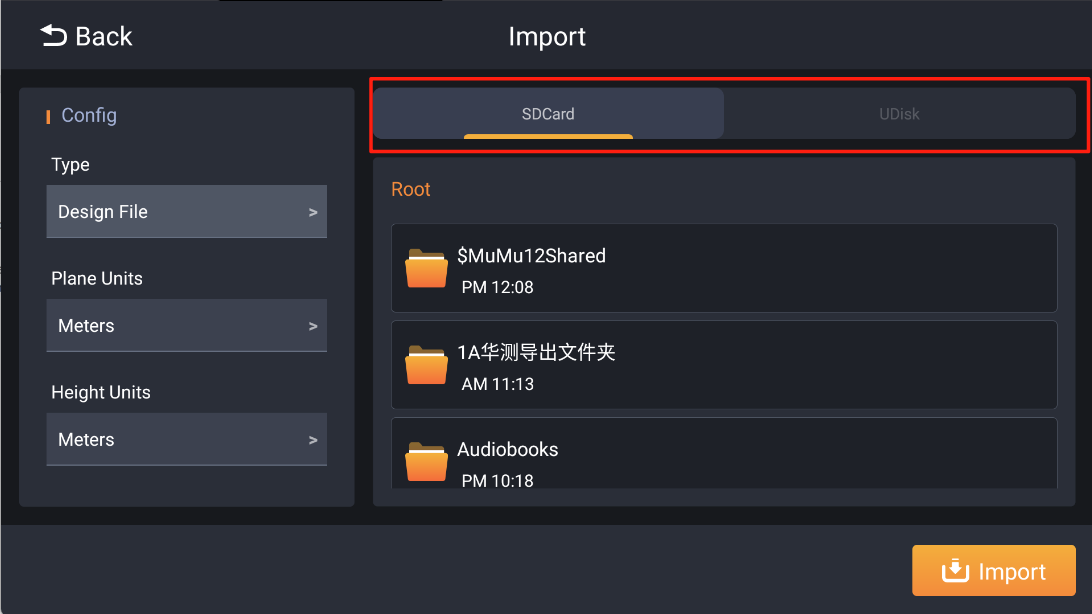 Back
Import
Config
Type
Design File >
Plane Units
Meters >
Height Units
Meters >
SDCard
UDisk
Root
$MuMu12Shared
PM 12:08
1A华测导出文件夹
AM 11:13
Audiobooks
PM 10:18
Import